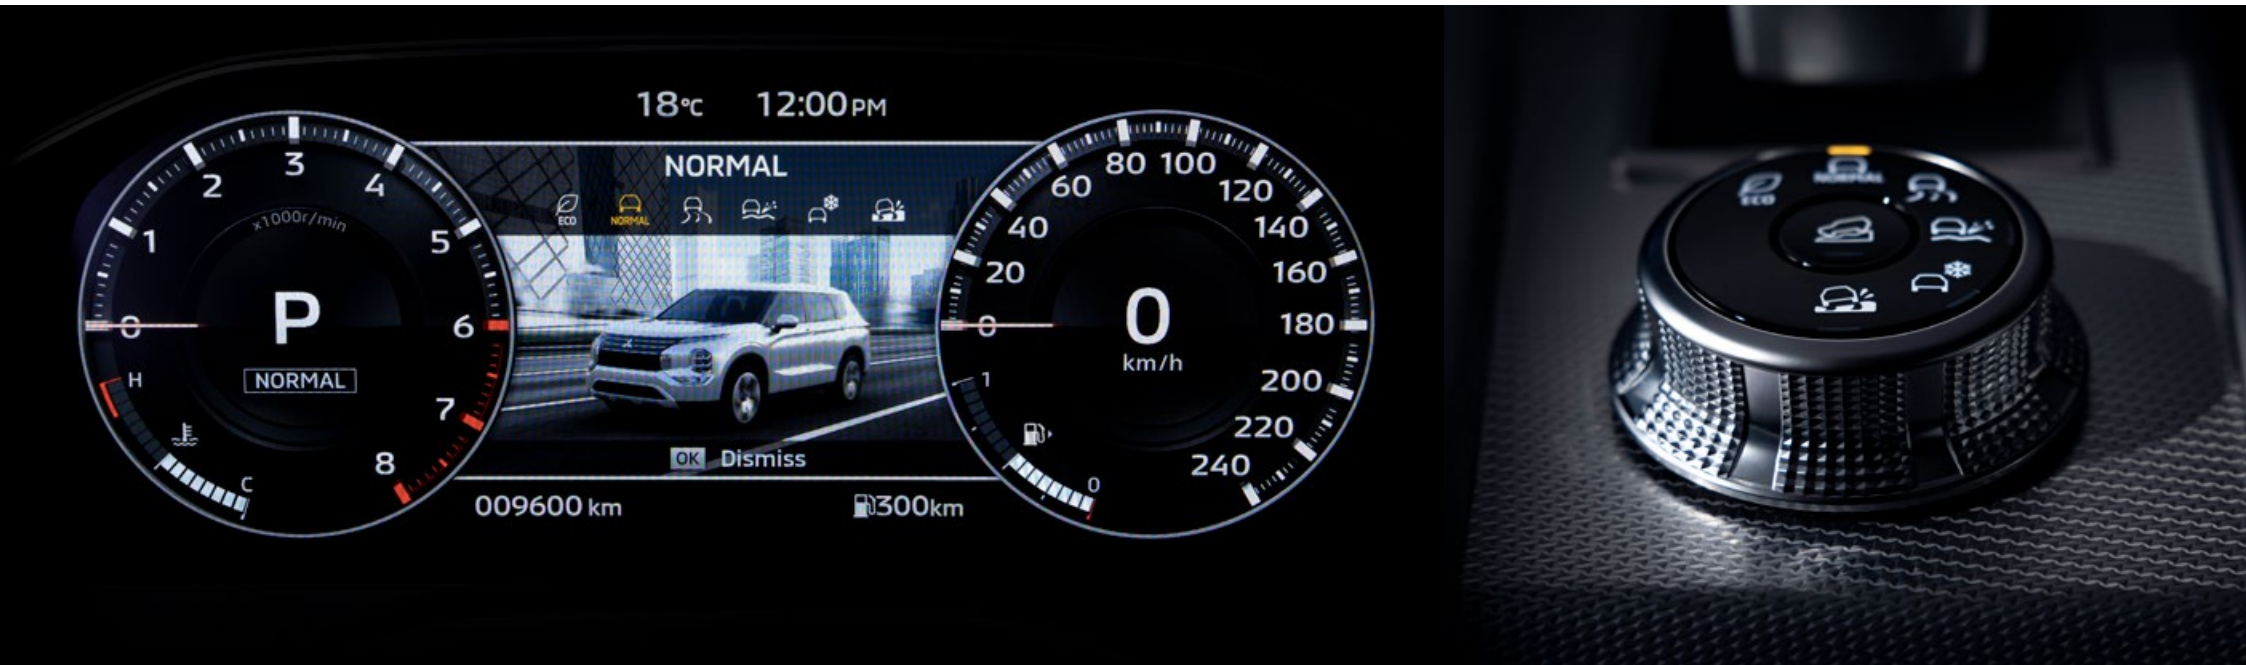 18°C 12:00PM
NORMAL
ECO NORMAL
x1000r/min
0 1 2 3 4 5 6 7 8
P
NORMAL
H
C
0 20 40 60 80 100 120 140 160 180 200 220 240
0
km/h
1
0
OK Dismiss
009600 km 300km
ECO NORMAL